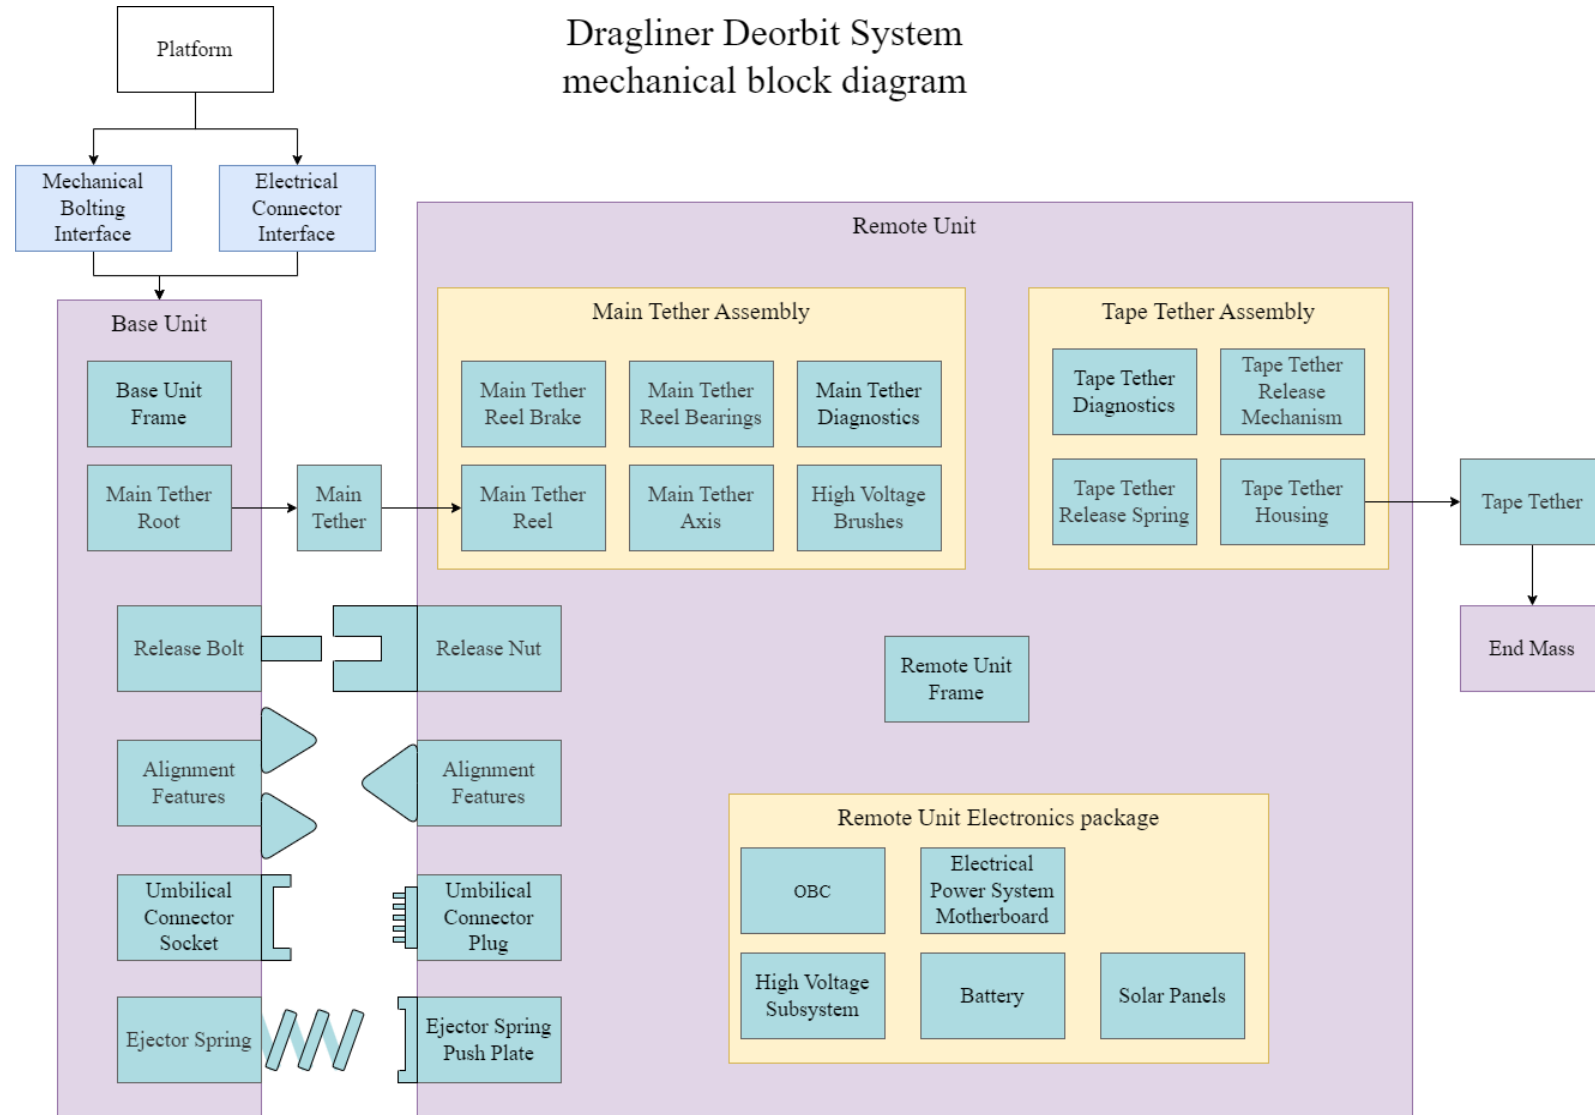 Dragliner Deorbit System
mechanical block diagram
Platform
Mechanical
Bolting
Interface
Electrical
Connector
Interface
Base Unit
Base Unit
Frame
Main Tether
Root
Main
Tether
Release Bolt
Alignment
Features
Umbilical
Connector
Socket
Ejector Spring
Remote Unit
Main Tether Assembly
Main Tether
Reel Brake
Main Tether
Reel Bearings
Main Tether
Diagnostics
Main Tether
Reel
Main Tether
Axis
High Voltage
Brushes
Tape Tether Assembly
Tape Tether
Diagnostics
Tape Tether
Release
Mechanism
Tape Tether
Release Spring
Tape Tether
Housing
Tape Tether
End Mass
Release Nut
Alignment
Features
Umbilical
Connector
Plug
Ejector Spring
Push Plate
Remote Unit
Frame
Remote Unit Electronics package
OBC
Electrical
Power System
Motherboard
High Voltage
Subsystem
Battery
Solar Panels